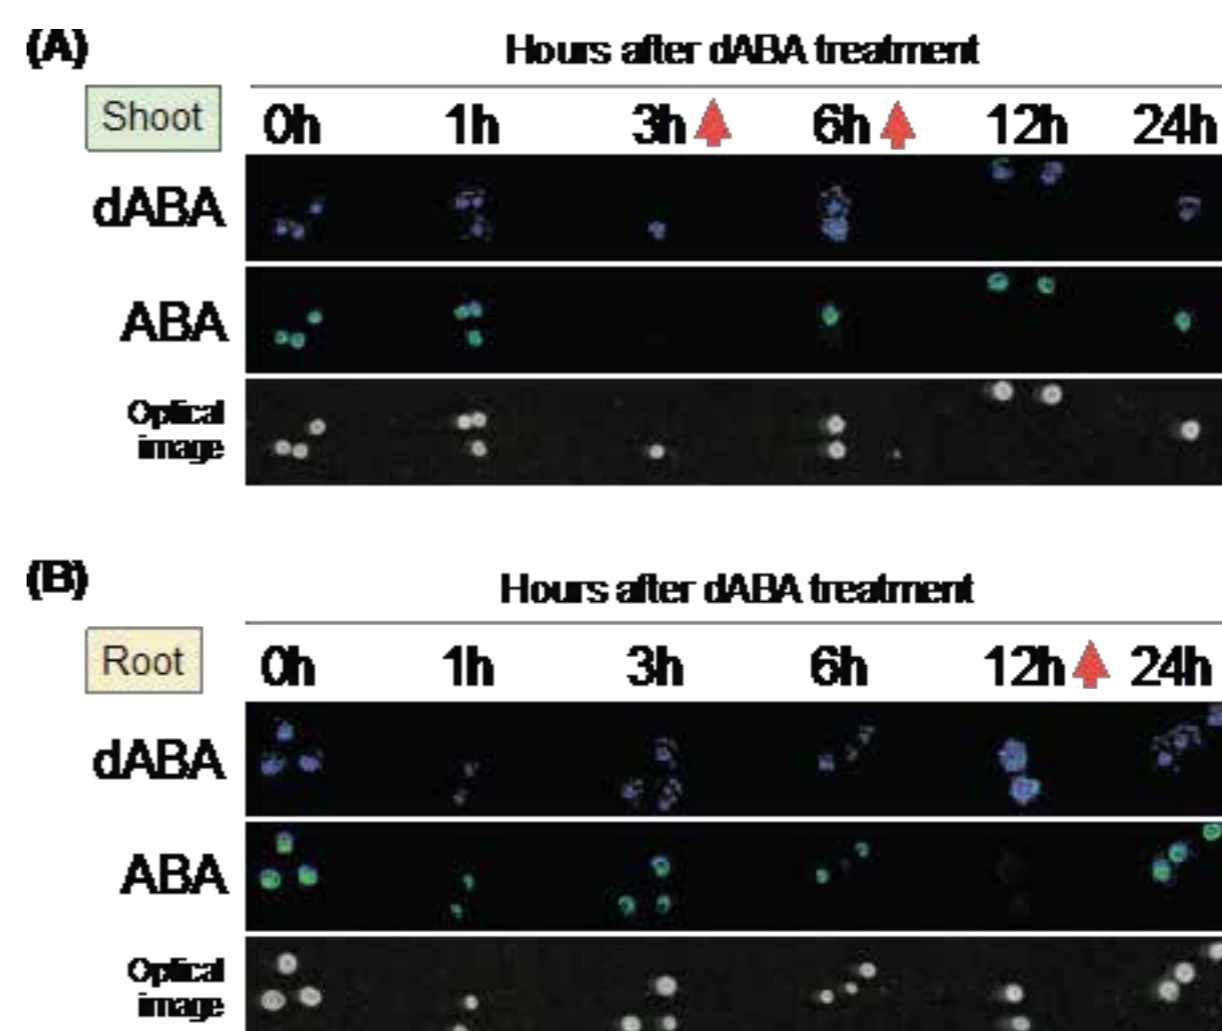 (A)
Hours after dABA treatment
Shoot
0h 1h 3h 6h 12h 24h
dABA
ABA
Optical
image
(B)
Hours after dABA treatment
Root
0h 1h 3h 6h 12h 24h
dABA
ABA
Optical
image